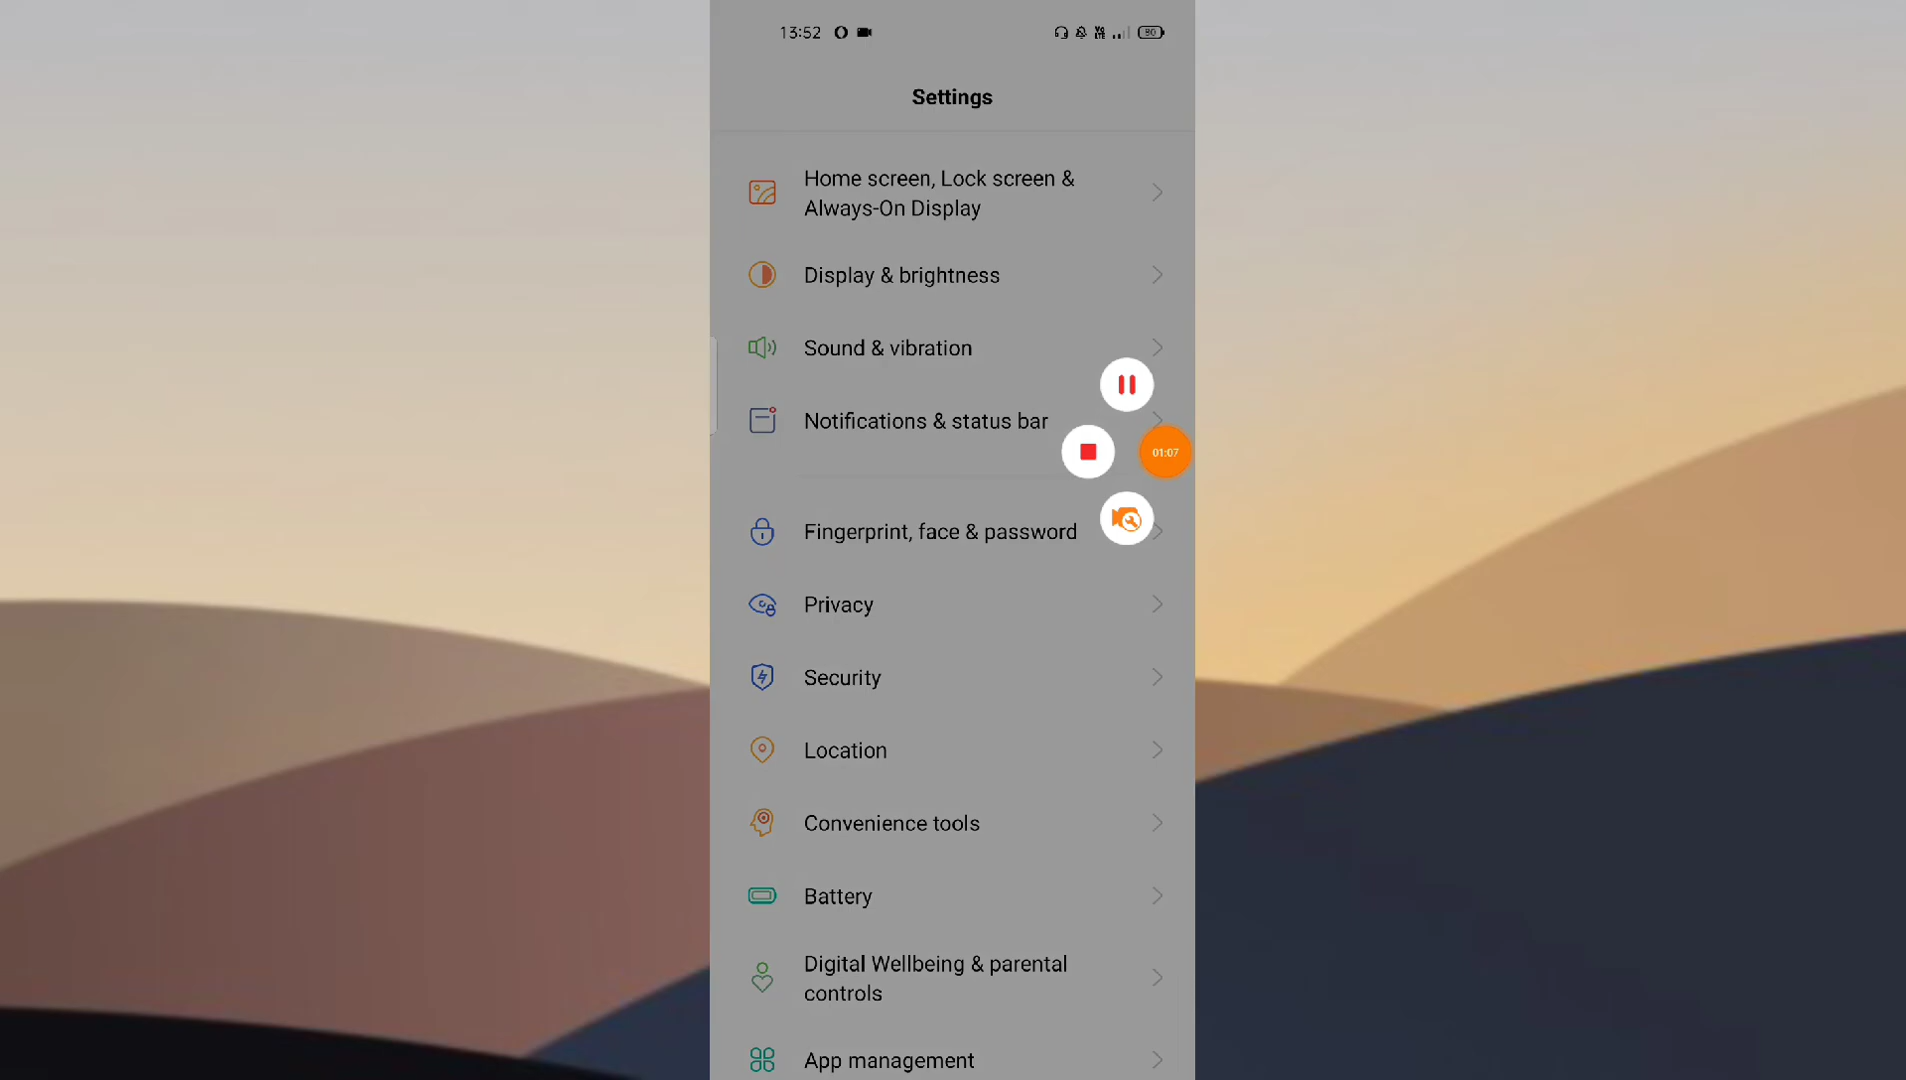 13:52
80
Settings
Home screen, Lock screen &
Always-On Display
Display & brightness
Sound & vibration
Notifications & status bar
01:07
Fingerprint, face & password
Privacy
Security
Location
Convenience tools
Battery
Digital Wellbeing & parental
controls
App management